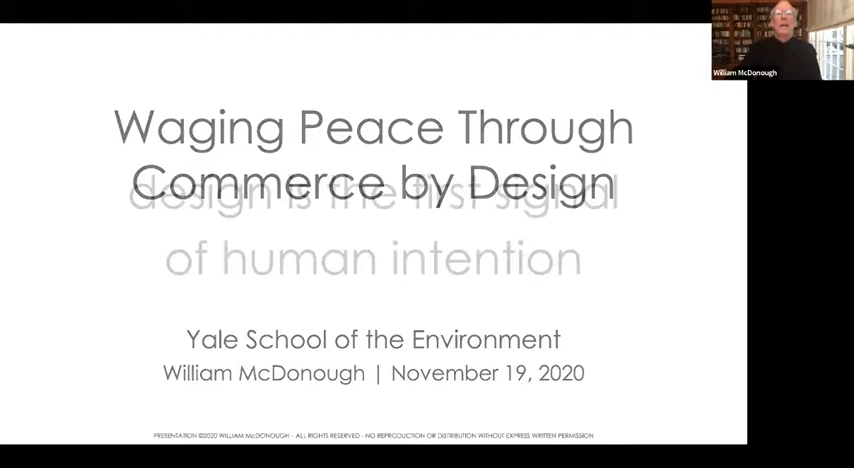 William McDonough
Waging Peace Through
Commerce by Design
design is the first signal
of human intention
Yale School of the Environment
William McDonough | November 19, 2020
PRESENTATION ©2020 WILLIAM MCDONOUGH - ALL RIGHTS RESERVED - NO REPRODUCTION OR DISTRIBUTION WITHOUT EXPRESS WRITTEN PERMISSION